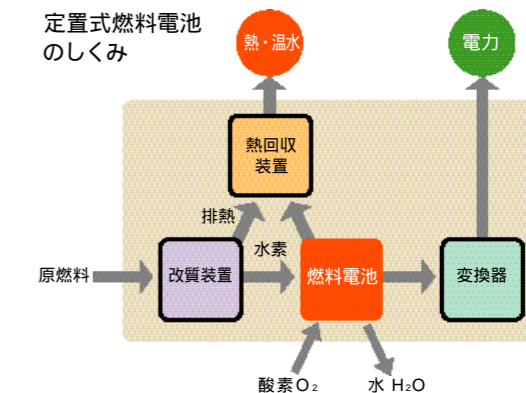 定置式燃料電池
のしくみ
熱・温水
電力
熱回収
装置
排熱
水素
原燃料
改質装置
燃料電池
変換器
酸素O₂
水 H₂O